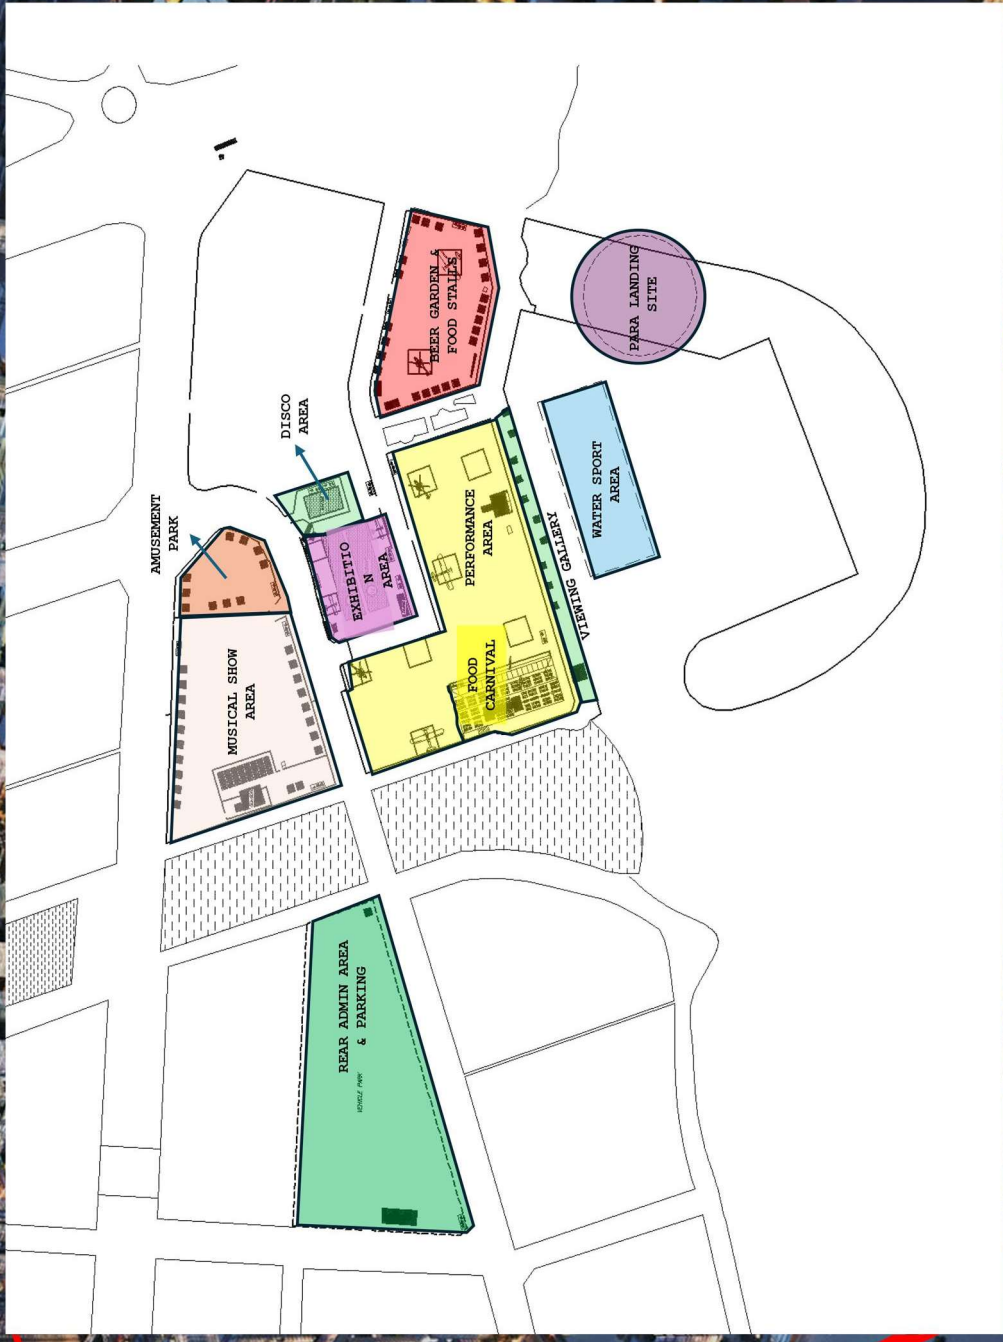 BEER GARDEN &
FOOD STALLS
PARA LANDING
SITE
DISCO
AREA
AMUSEMENT
PARK
EXHIBITIO
N
AREA
PERFORMANCE
AREA
WATER SPORT
AREA
VIEWING GALLERY
FOOD
CARNIVAL
MUSICAL SHOW
AREA
REAR ADMIN AREA
& PARKING
VEHICLE PARK